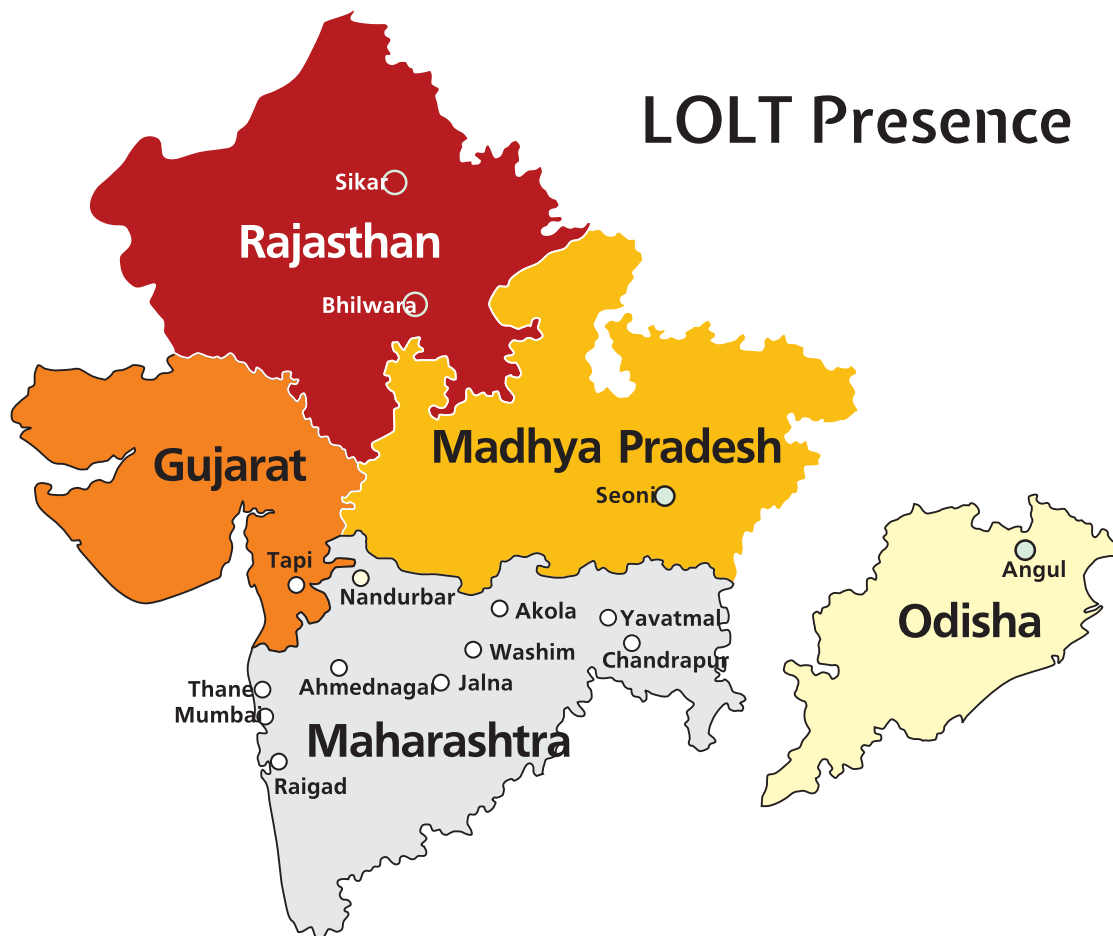 LOLT Presence
Sikar
Rajasthan
Bhilwara
Madhya Pradesh
Gujarat
Seoni
Tapi
Angul
Nandurbar
Akola
Yavatmal
Odisha
Washim
Chandrapur
Thane
Ahmednagar
Jalna
Mumbai
Maharashtra
Raigad